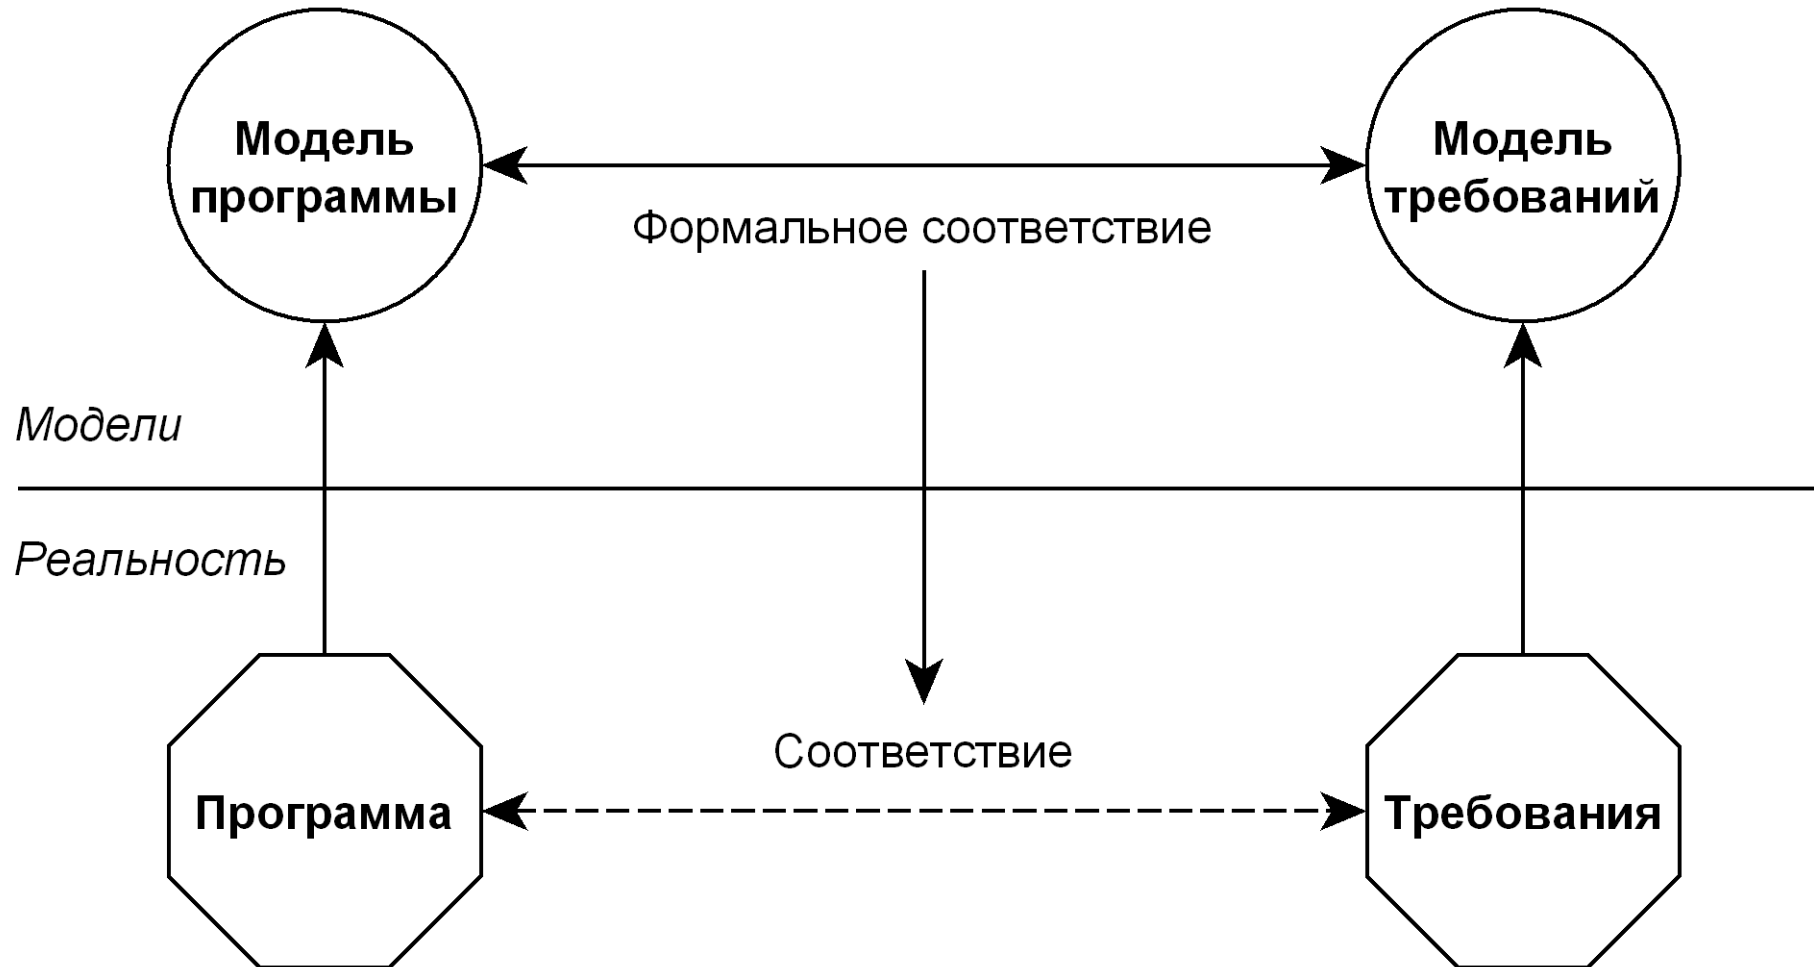 Модель
программы
Модель
требований
Формальное соответствие
Модели
Реальность
Соответствие
Программа
Требования